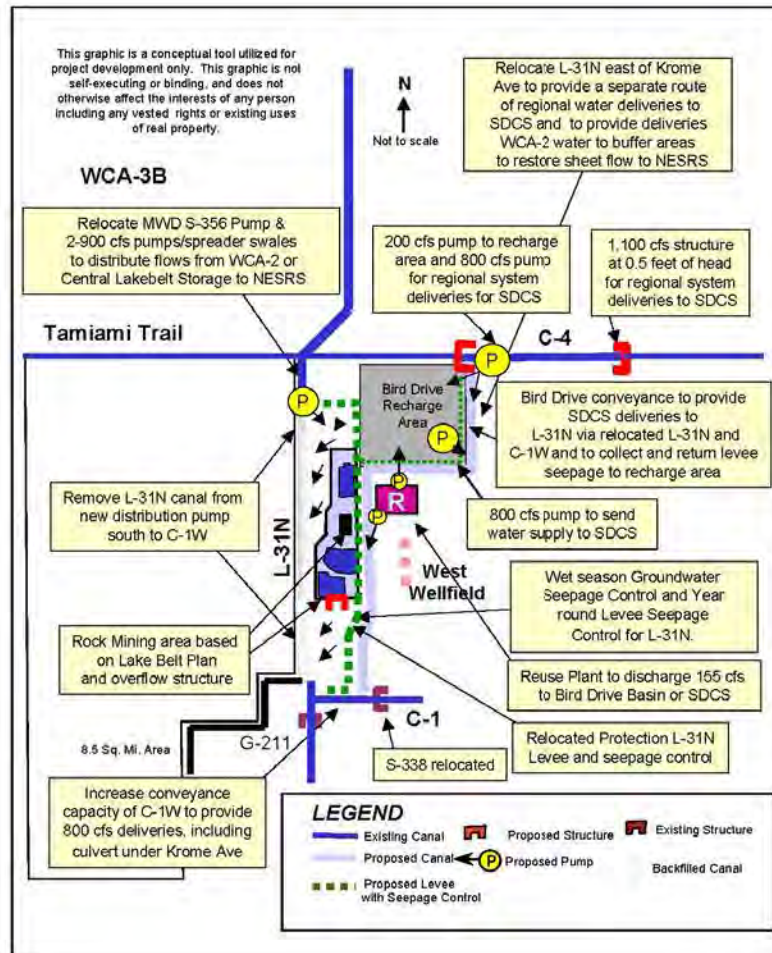 This graphic is a conceptual tool utilized for
project development only. This graphic is not
self-executing or binding, and does not
otherwise affect the interests of any person
including any vested rights or existing uses
of real property.
N
Not to scale
Relocate L-31N east of Krome
Ave to provide a separate route
of regional water deliveries to
SDCS and to provide deliveries
WCA-2 water to buffer areas
to restore sheet flow to NESRS
WCA-3B
Relocate MWD S-356 Pump &
2-900 cfs pumps/spreader swales
to distribute flows from WCA-2 or
Central Lakebelt Storage to NESRS
200 cfs pump to recharge
area and 800 cfs pump
for regional system
deliveries for SDCS
1,100 cfs structure
at 0.5 feet of head
for regional system
deliveries to SDCS
Tamiami Trail
C-4
P
P
Bird Drive
Recharge
Area
P
Bird Drive conveyance to provide
SDCS deliveries to
L-31N via relocated L-31N and
C-1W and to collect and return levee
seepage to recharge area
Remove L-31N canal from
new distribution pump
south to C-1W
L-31N
P
R
P
800 cfs pump to send
water supply to SDCS
West
Wellfield
Wet season Groundwater
Seepage Control and Year
round Levee Seepage
Control for L-31N.
Rock Mining area based
on Lake Belt Plan
and overflow structure
Reuse Plant to discharge 155 cfs
to Bird Drive Basin or SDCS
C-1
8.5 Sq. Mi. Area
G-211
S-338 relocated
Relocated Protection L-31N
Levee and seepage control
Increase conveyance
capacity of C-1W to provide
800 cfs deliveries, including
culvert under Krome Ave
LEGEND
Existing Canal
Proposed Structure
Existing Structure
Proposed Canal
P
Proposed Pump
Backfilled Canal
Proposed Levee
with Seepage Control